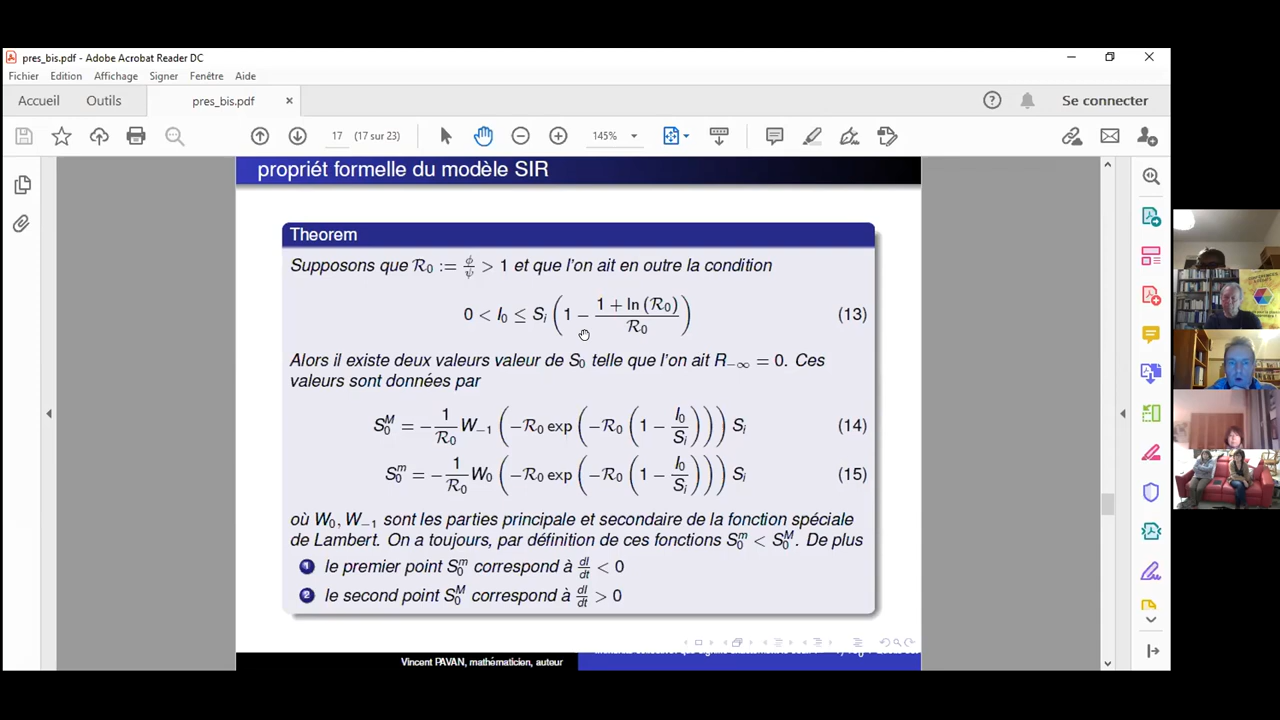 pres_bis.pdf - Adobe Acrobat Reader DC
Fichier Edition Affichage Signer Fenêtre Aide
Accueil Outils pres_bis.pdf × Se connecter
17 (17 sur 23) 145%
propriét formelle du modèle SIR
Theorem
Supposons que R₀ := ϕ/ψ > 1 et que l'on ait en outre la condition
0 < I₀ ≤ Sᵢ (1 − (1 + ln (R₀))/R₀) (13)
Alors il existe deux valeurs valeur de S₀ telle que l'on ait R₋∞ = 0. Ces
valeurs sont données par
S₀ᴹ = −1/R₀ W₋₁ (−R₀ exp (−R₀ (1 − I₀/Sᵢ))) Sᵢ (14)
S₀ᵐ = −1/R₀ W₀ (−R₀ exp (−R₀ (1 − I₀/Sᵢ))) Sᵢ (15)
où W₀, W₋₁ sont les parties principale et secondaire de la fonction spéciale
de Lambert. On a toujours, par définition de ces fonctions S₀ᵐ < S₀ᴹ. De plus
1 le premier point S₀ᵐ correspond à dI/dt < 0
2 le second point S₀ᴹ correspond à dI/dt > 0
Vincent PAVAN, mathématicien, auteur